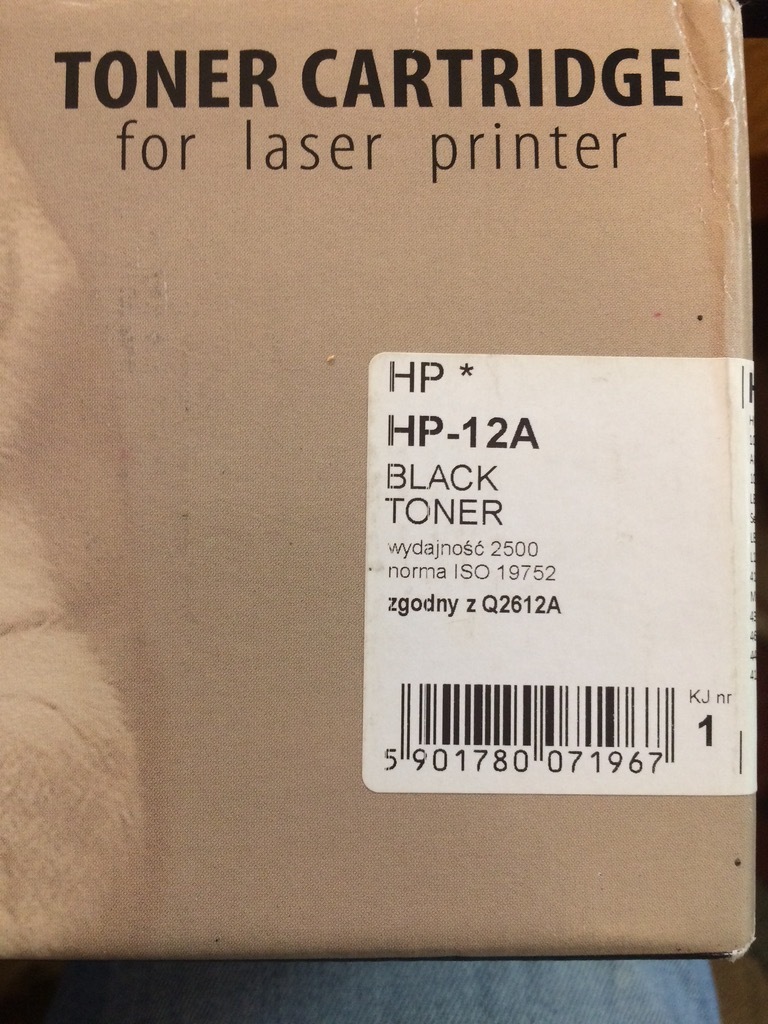 TONER CARTRIDGE
for laser printer
HP *
HP-12A
BLACK
TONER
wydajność 2500
norma ISO 19752
zgodny z Q2612A
KJ nr
1
5 901780 071967